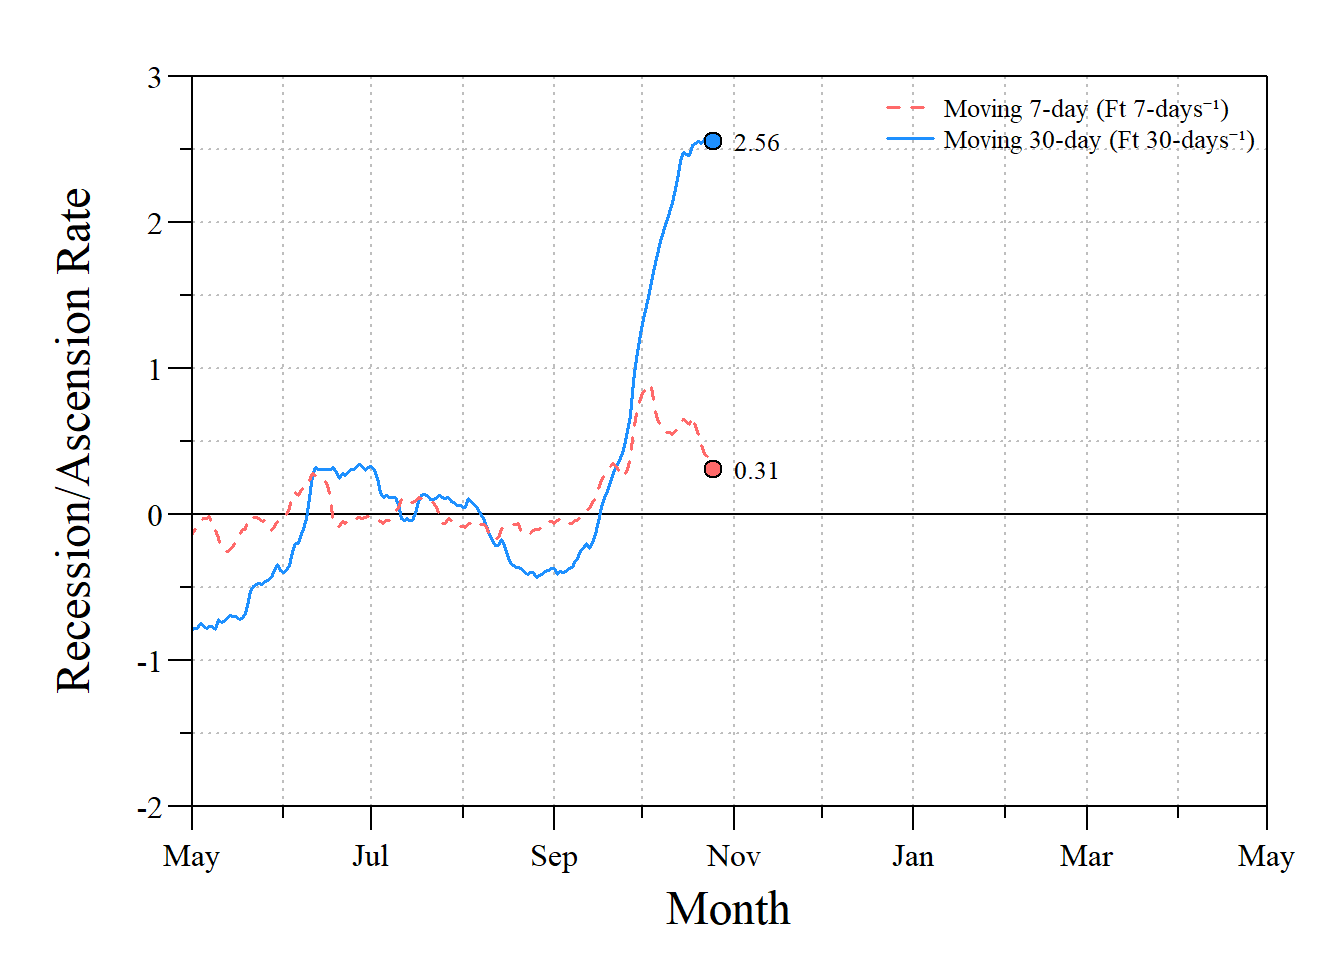 3
2
1
0
-1
-2
Recession/Ascension Rate
Moving 7-day (Ft 7-days⁻¹)
Moving 30-day (Ft 30-days⁻¹)
2.56
0.31
May Jul Sep Nov Jan Mar May
Month